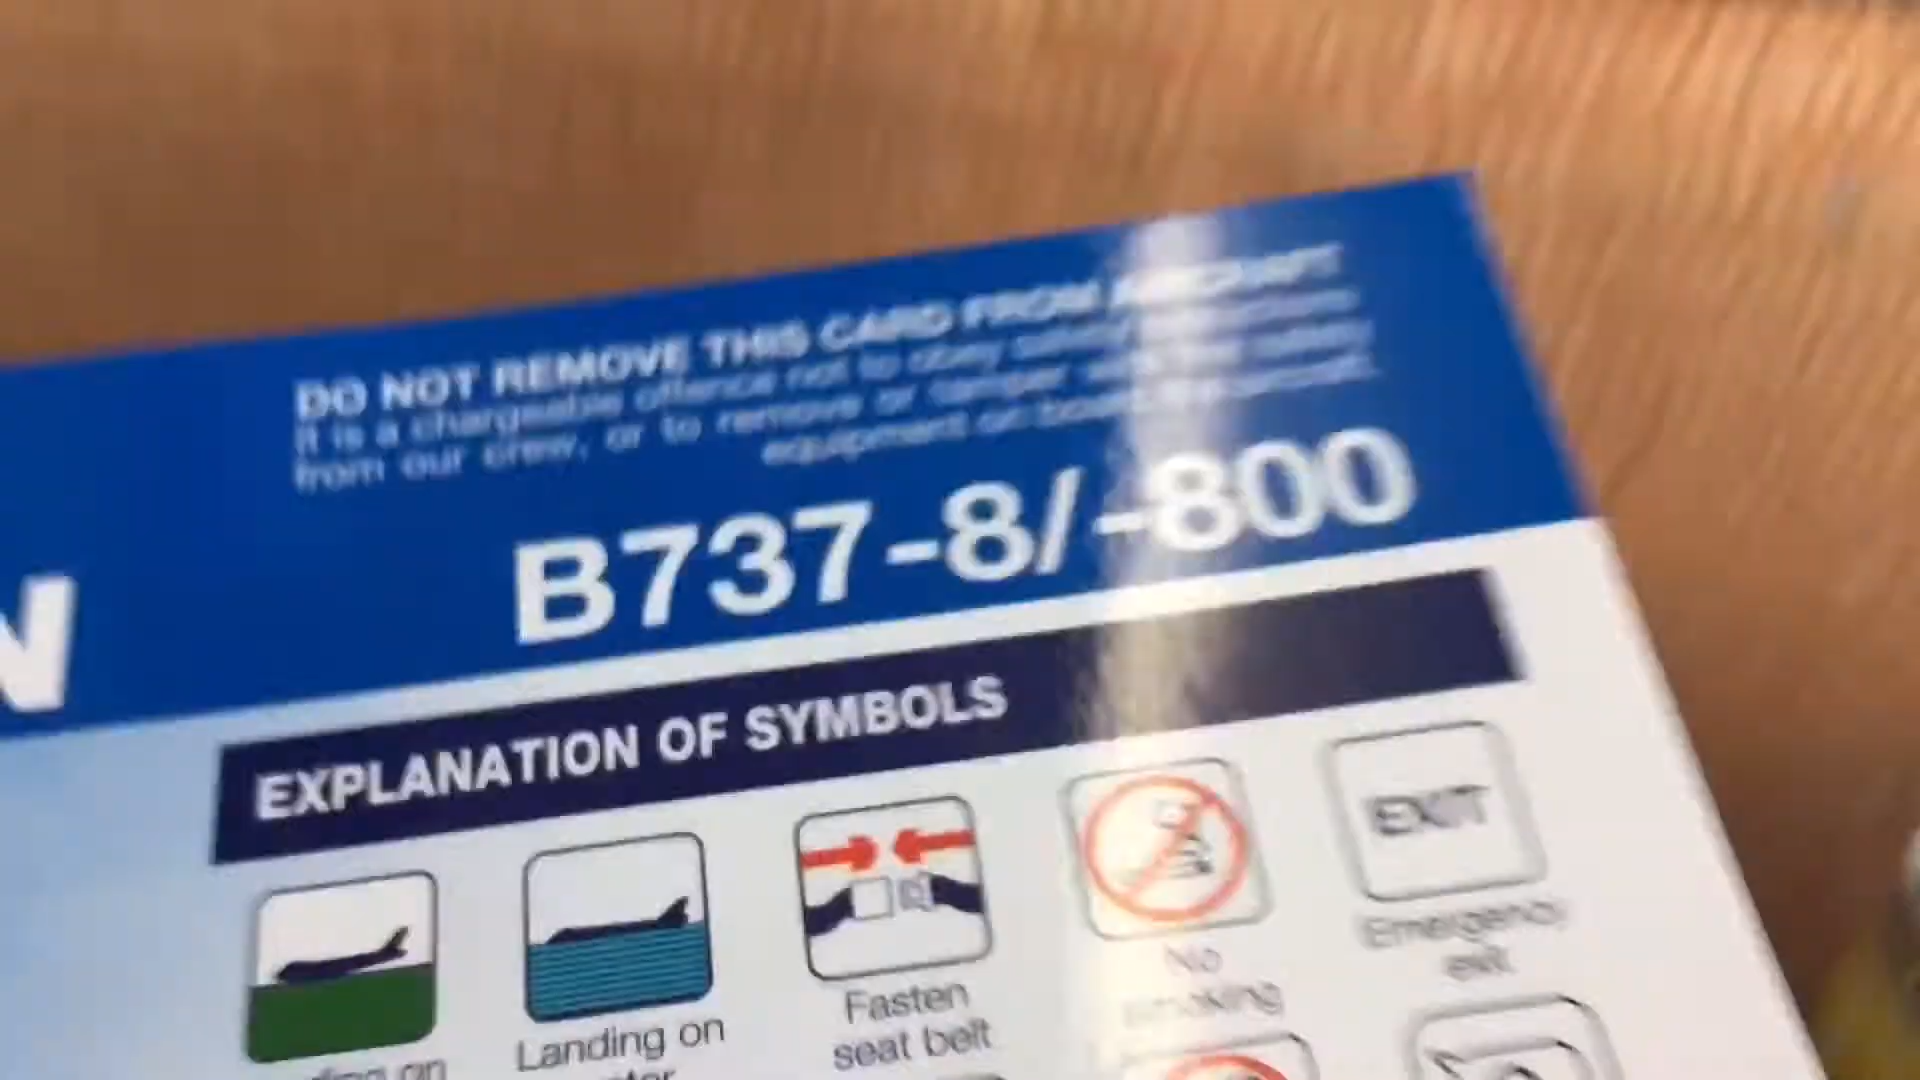 DO NOT REMOVE THIS CARD FROM AIRCRAFT
It is a chargeable offence not to obey safety instructions
from our crew, or to remove or tamper with the safety
equipment on board the aircraft.
N
B737-8/-800
EXPLANATION OF SYMBOLS
EXIT
Landing on
Fasten
seat belt
No
smoking
Emergency
exit